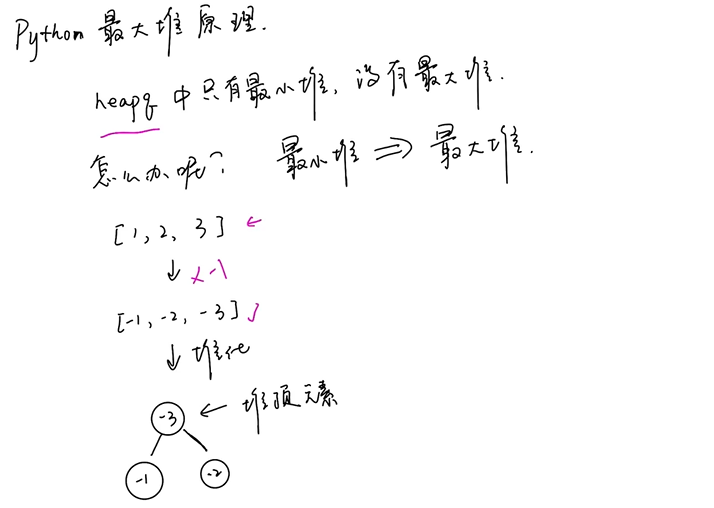 Python 最大堆原理.
heapq 中只有最小堆, 没有最大堆.
怎么办呢? 最小堆 ⇒ 最大堆.
[1, 2, 3] ←
↓ ×-1
[-1, -2, -3] ✓
↓ 堆化
-3 ← 堆顶元素
-1 -2